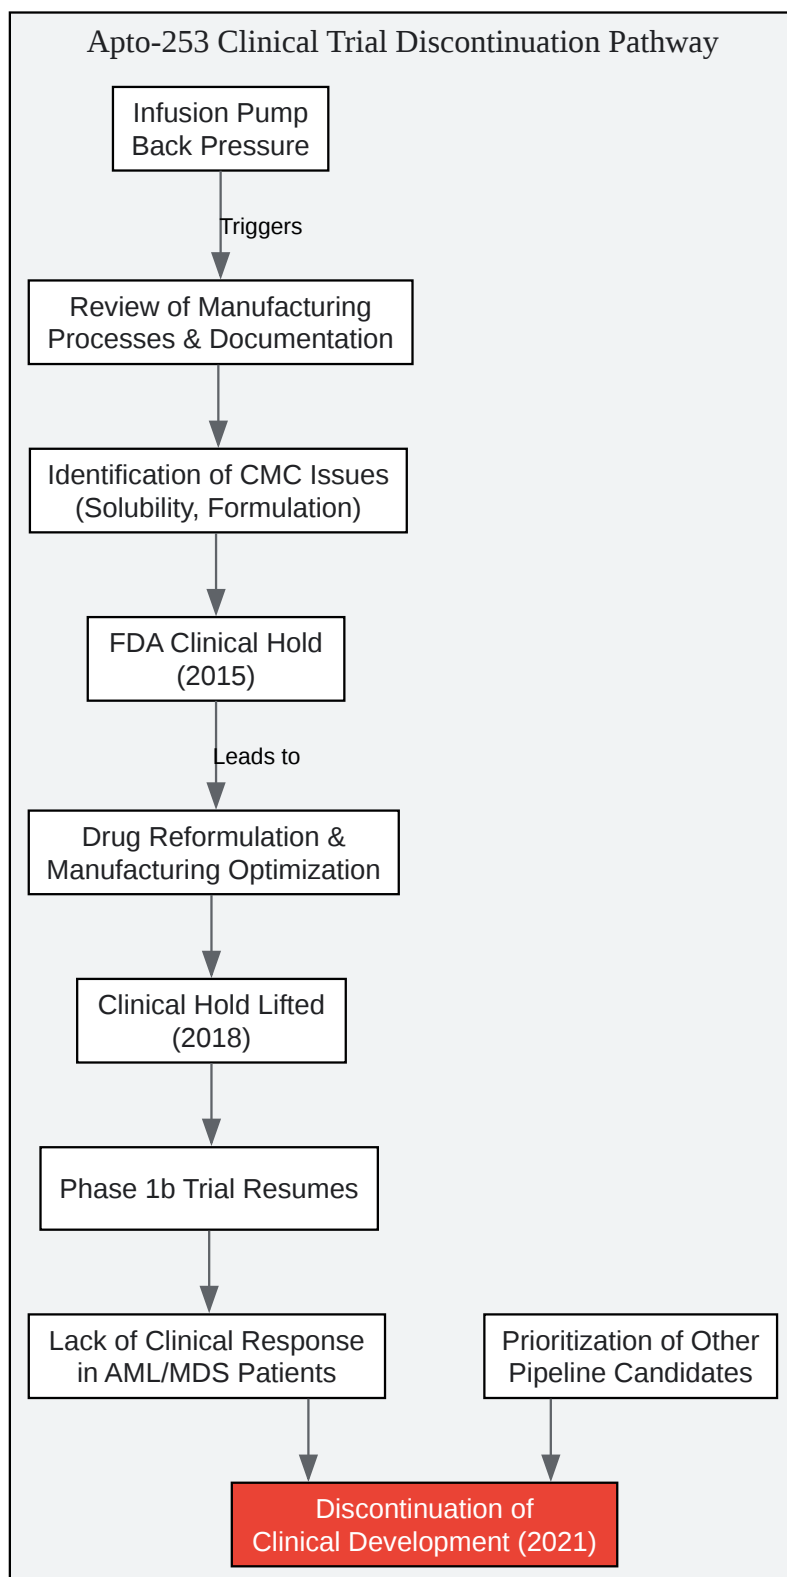 Apto-253 Clinical Trial Discontinuation Pathway
Infusion Pump
Back Pressure
Triggers
Review of Manufacturing
Processes & Documentation
Identification of CMC Issues
(Solubility, Formulation)
FDA Clinical Hold
(2015)
Leads to
Drug Reformulation &
Manufacturing Optimization
Clinical Hold Lifted
(2018)
Phase 1b Trial Resumes
Lack of Clinical Response
in AML/MDS Patients
Prioritization of Other
Pipeline Candidates
Discontinuation of
Clinical Development (2021)